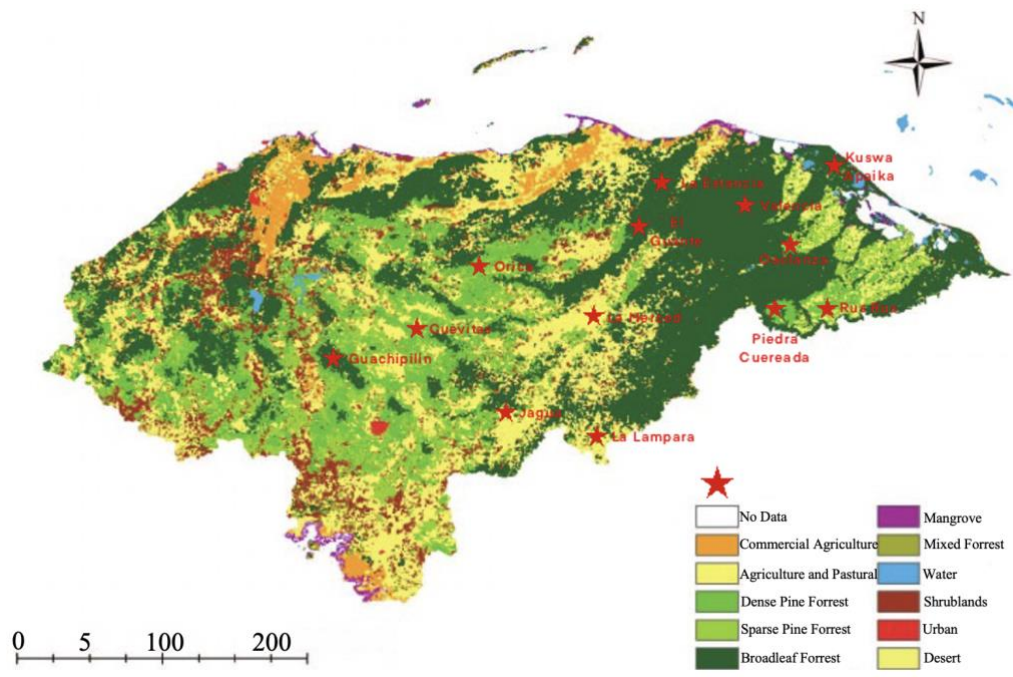 N
Kuswa
Apaika
La Estancia
Valencia
El
Guasimo
Orica
La Merced
Rus Rus
Cuevitas
Piedra
Cuereada
Guachipilin
Jagua
La Lampara
No Data
Mangrove
Commercial Agriculture
Mixed Forrest
Agriculture and Pastural
Water
Dense Pine Forrest
Shrublands
Sparse Pine Forrest
Urban
Broadleaf Forrest
Desert
0 5 100 200